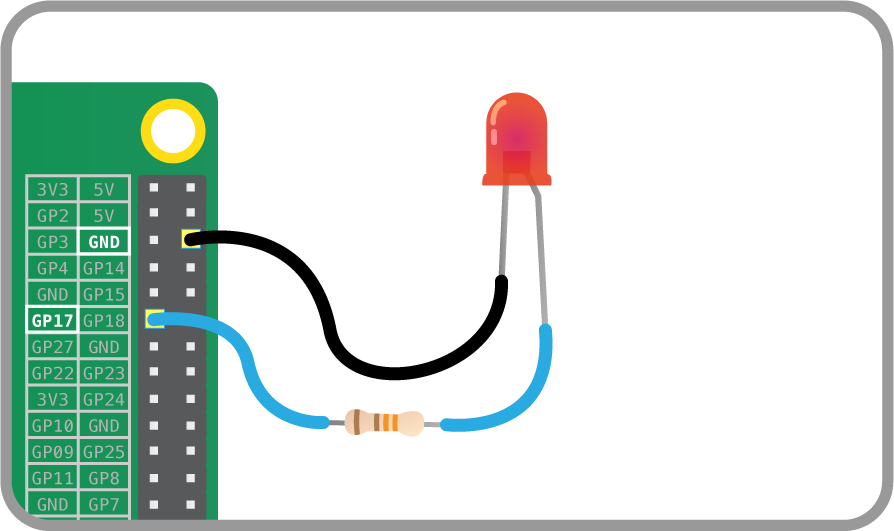 3V3 5V
GP2 5V
GP3 GND
GP4 GP14
GND GP15
GP17 GP18
GP27 GND
GP22 GP23
3V3 GP24
GP10 GND
GP09 GP25
GP11 GP8
GND GP7